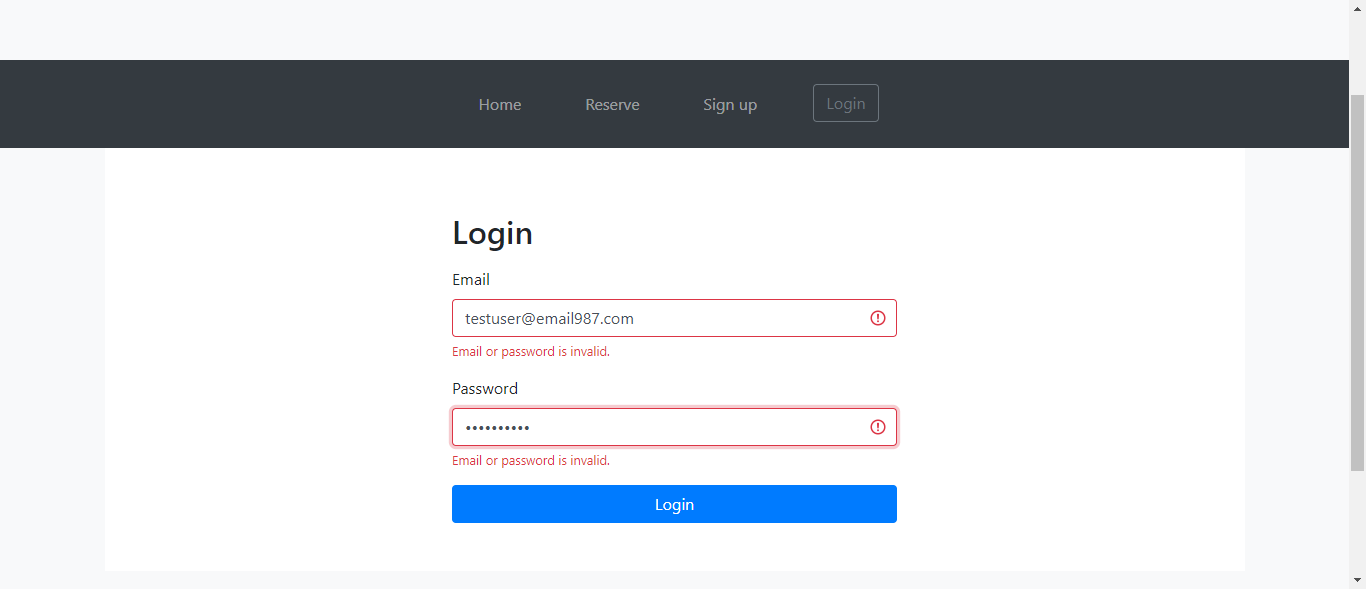 Home Reserve Sign up Login
Login
Email
testuser@email987.com
Email or password is invalid.
Password
••••••••••
Email or password is invalid.
Login